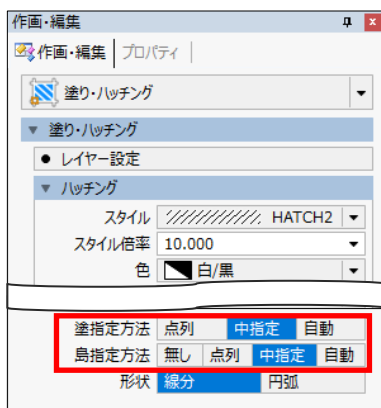 作画・編集
作画・編集 プロパティ
塗り・ハッチング
塗り・ハッチング
● レイヤー設定
ハッチング
スタイル HATCH2
スタイル倍率 10.000
色 白/黒
塗指定方法 点列 中指定 自動
島指定方法 無し 点列 中指定 自動
形状 線分 円弧